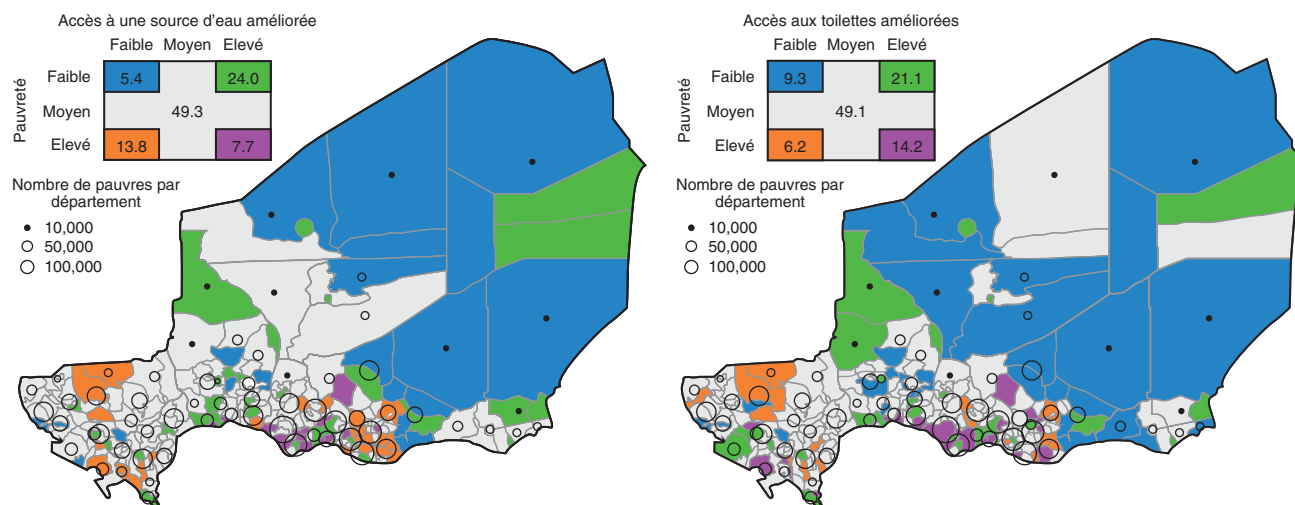 Accès à une source d'eau améliorée
Faible Moyen Elevé
Pauvreté
Faible 5.4 24.0
Moyen 49.3
Elevé 13.8 7.7
Nombre de pauvres par
département
10,000
50,000
100,000
Accès aux toilettes améliorées
Faible Moyen Elevé
Pauvreté
Faible 9.3 21.1
Moyen 49.1
Elevé 6.2 14.2
Nombre de pauvres par
département
10,000
50,000
100,000